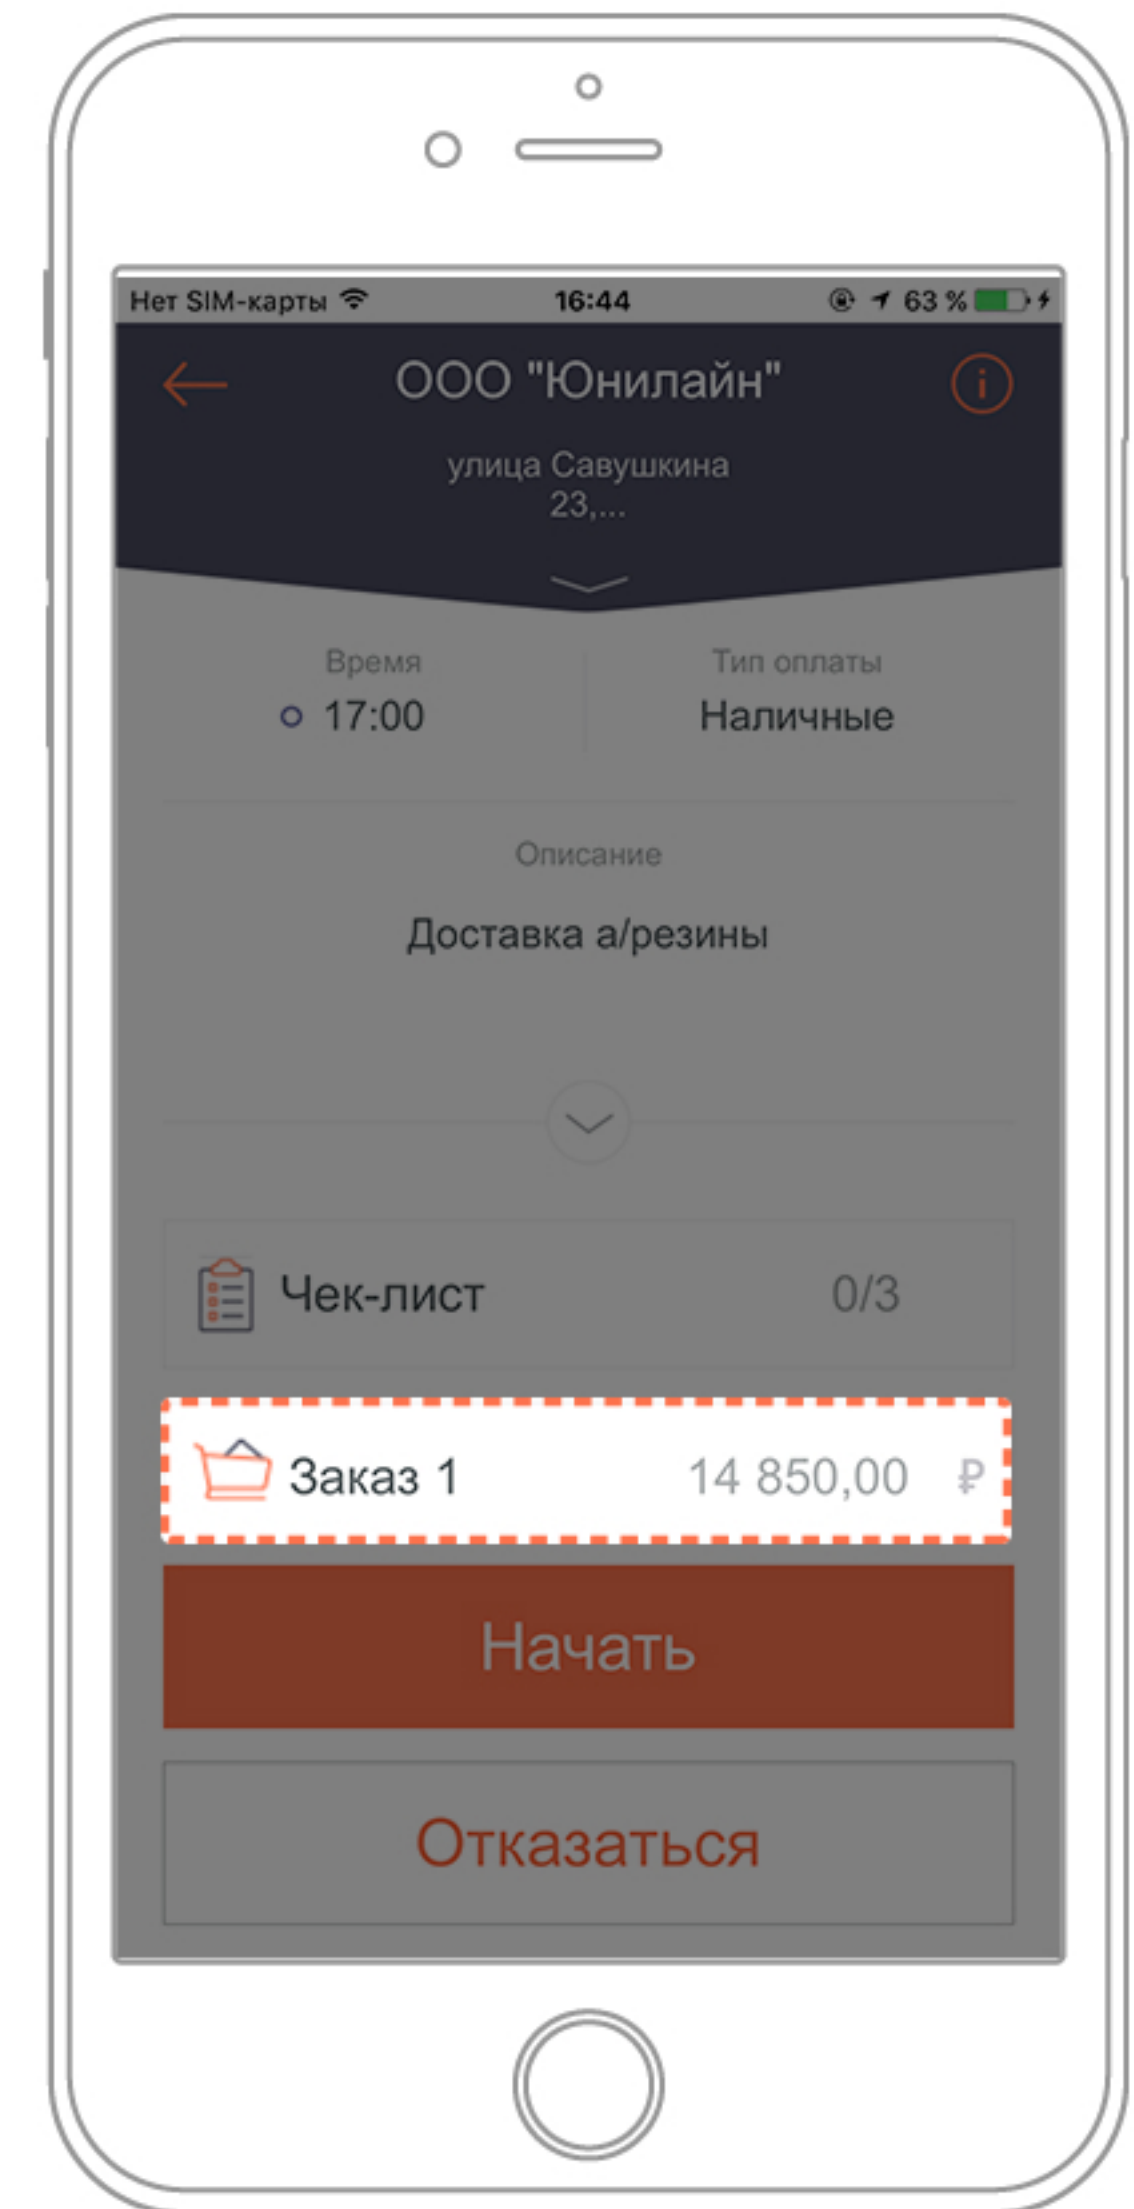 Нет SIM-карты 16:44 63 %
ООО "Юнилайн"
улица Савушкина
23,...
Время Тип оплаты
17:00 Наличные
Описание
Доставка а/резины
Чек-лист 0/3
Заказ 1 14 850,00 ₽
Начать
Отказаться